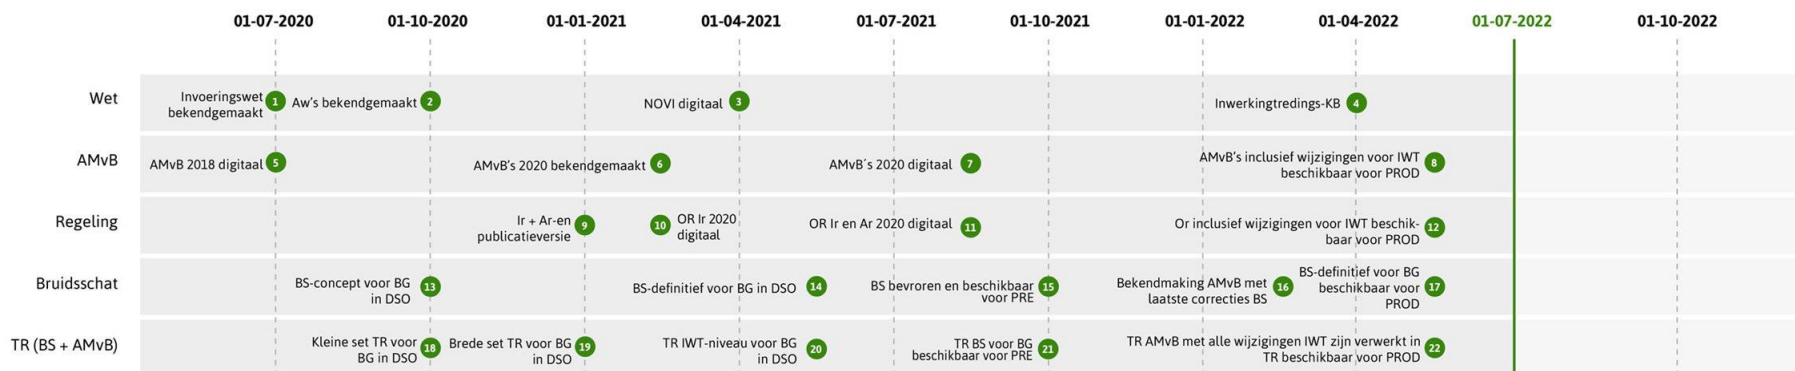 01-07-2020 01-10-2020 01-01-2021 01-04-2021 01-07-2021 01-10-2021 01-01-2022 01-04-2022 01-07-2022 01-10-2022
Wet
Invoeringswet
bekendgemaakt
1
Aw's bekendgemaakt 2
NOVI digitaal 3
Inwerkingtredings-KB 4
AMvB
AMvB 2018 digitaal 5
AMvB's 2020 bekendgemaakt 6
AMvB´s 2020 digitaal 7
AMvB's inclusief wijzigingen voor IWT
beschikbaar voor PROD
8
Regeling
Ir + Ar-en
publicatieversie
9
10
OR Ir 2020
digitaal
OR Ir en Ar 2020 digitaal 11
Or inclusief wijzigingen voor IWT beschik-
baar voor PROD
12
Bruidsschat
BS-concept voor BG
in DSO
13
BS-definitief voor BG in DSO 14
BS bevroren en beschikbaar
voor PRE
15
Bekendmaking AMvB met
laatste correcties BS
16
BS-definitief voor BG
beschikbaar voor
PROD
17
TR (BS + AMvB)
Kleine set TR voor
BG in DSO
18
Brede set TR voor BG
in DSO
19
TR IWT-niveau voor BG
in DSO
20
TR BS voor BG
beschikbaar voor PRE
21
TR AMvB met alle wijzigingen IWT zijn verwerkt in
TR beschikbaar voor PROD
22